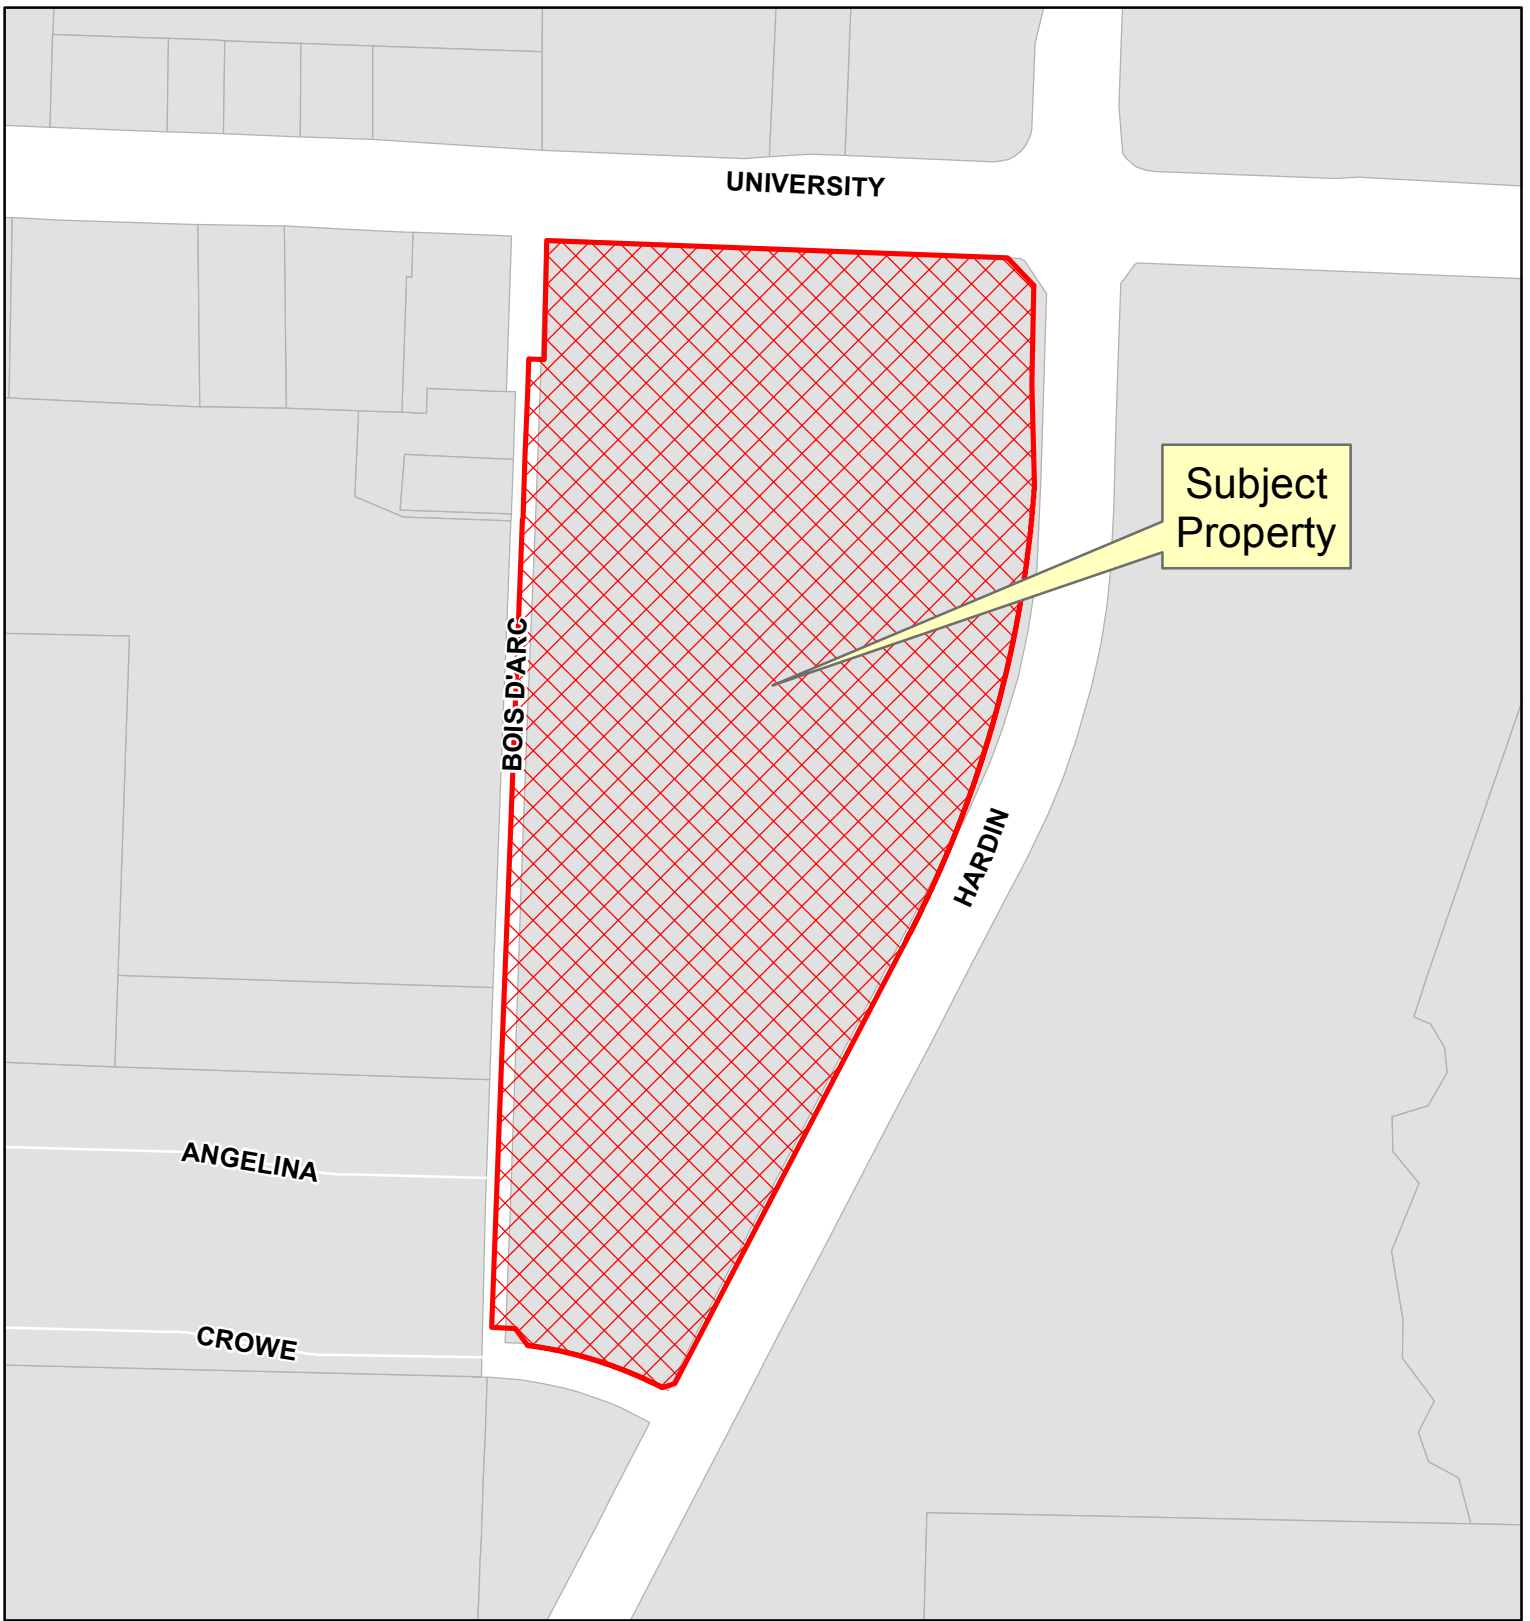 UNIVERSITY
Subject
Property
BOIS D'ARC
HARDIN
ANGELINA
CROWE